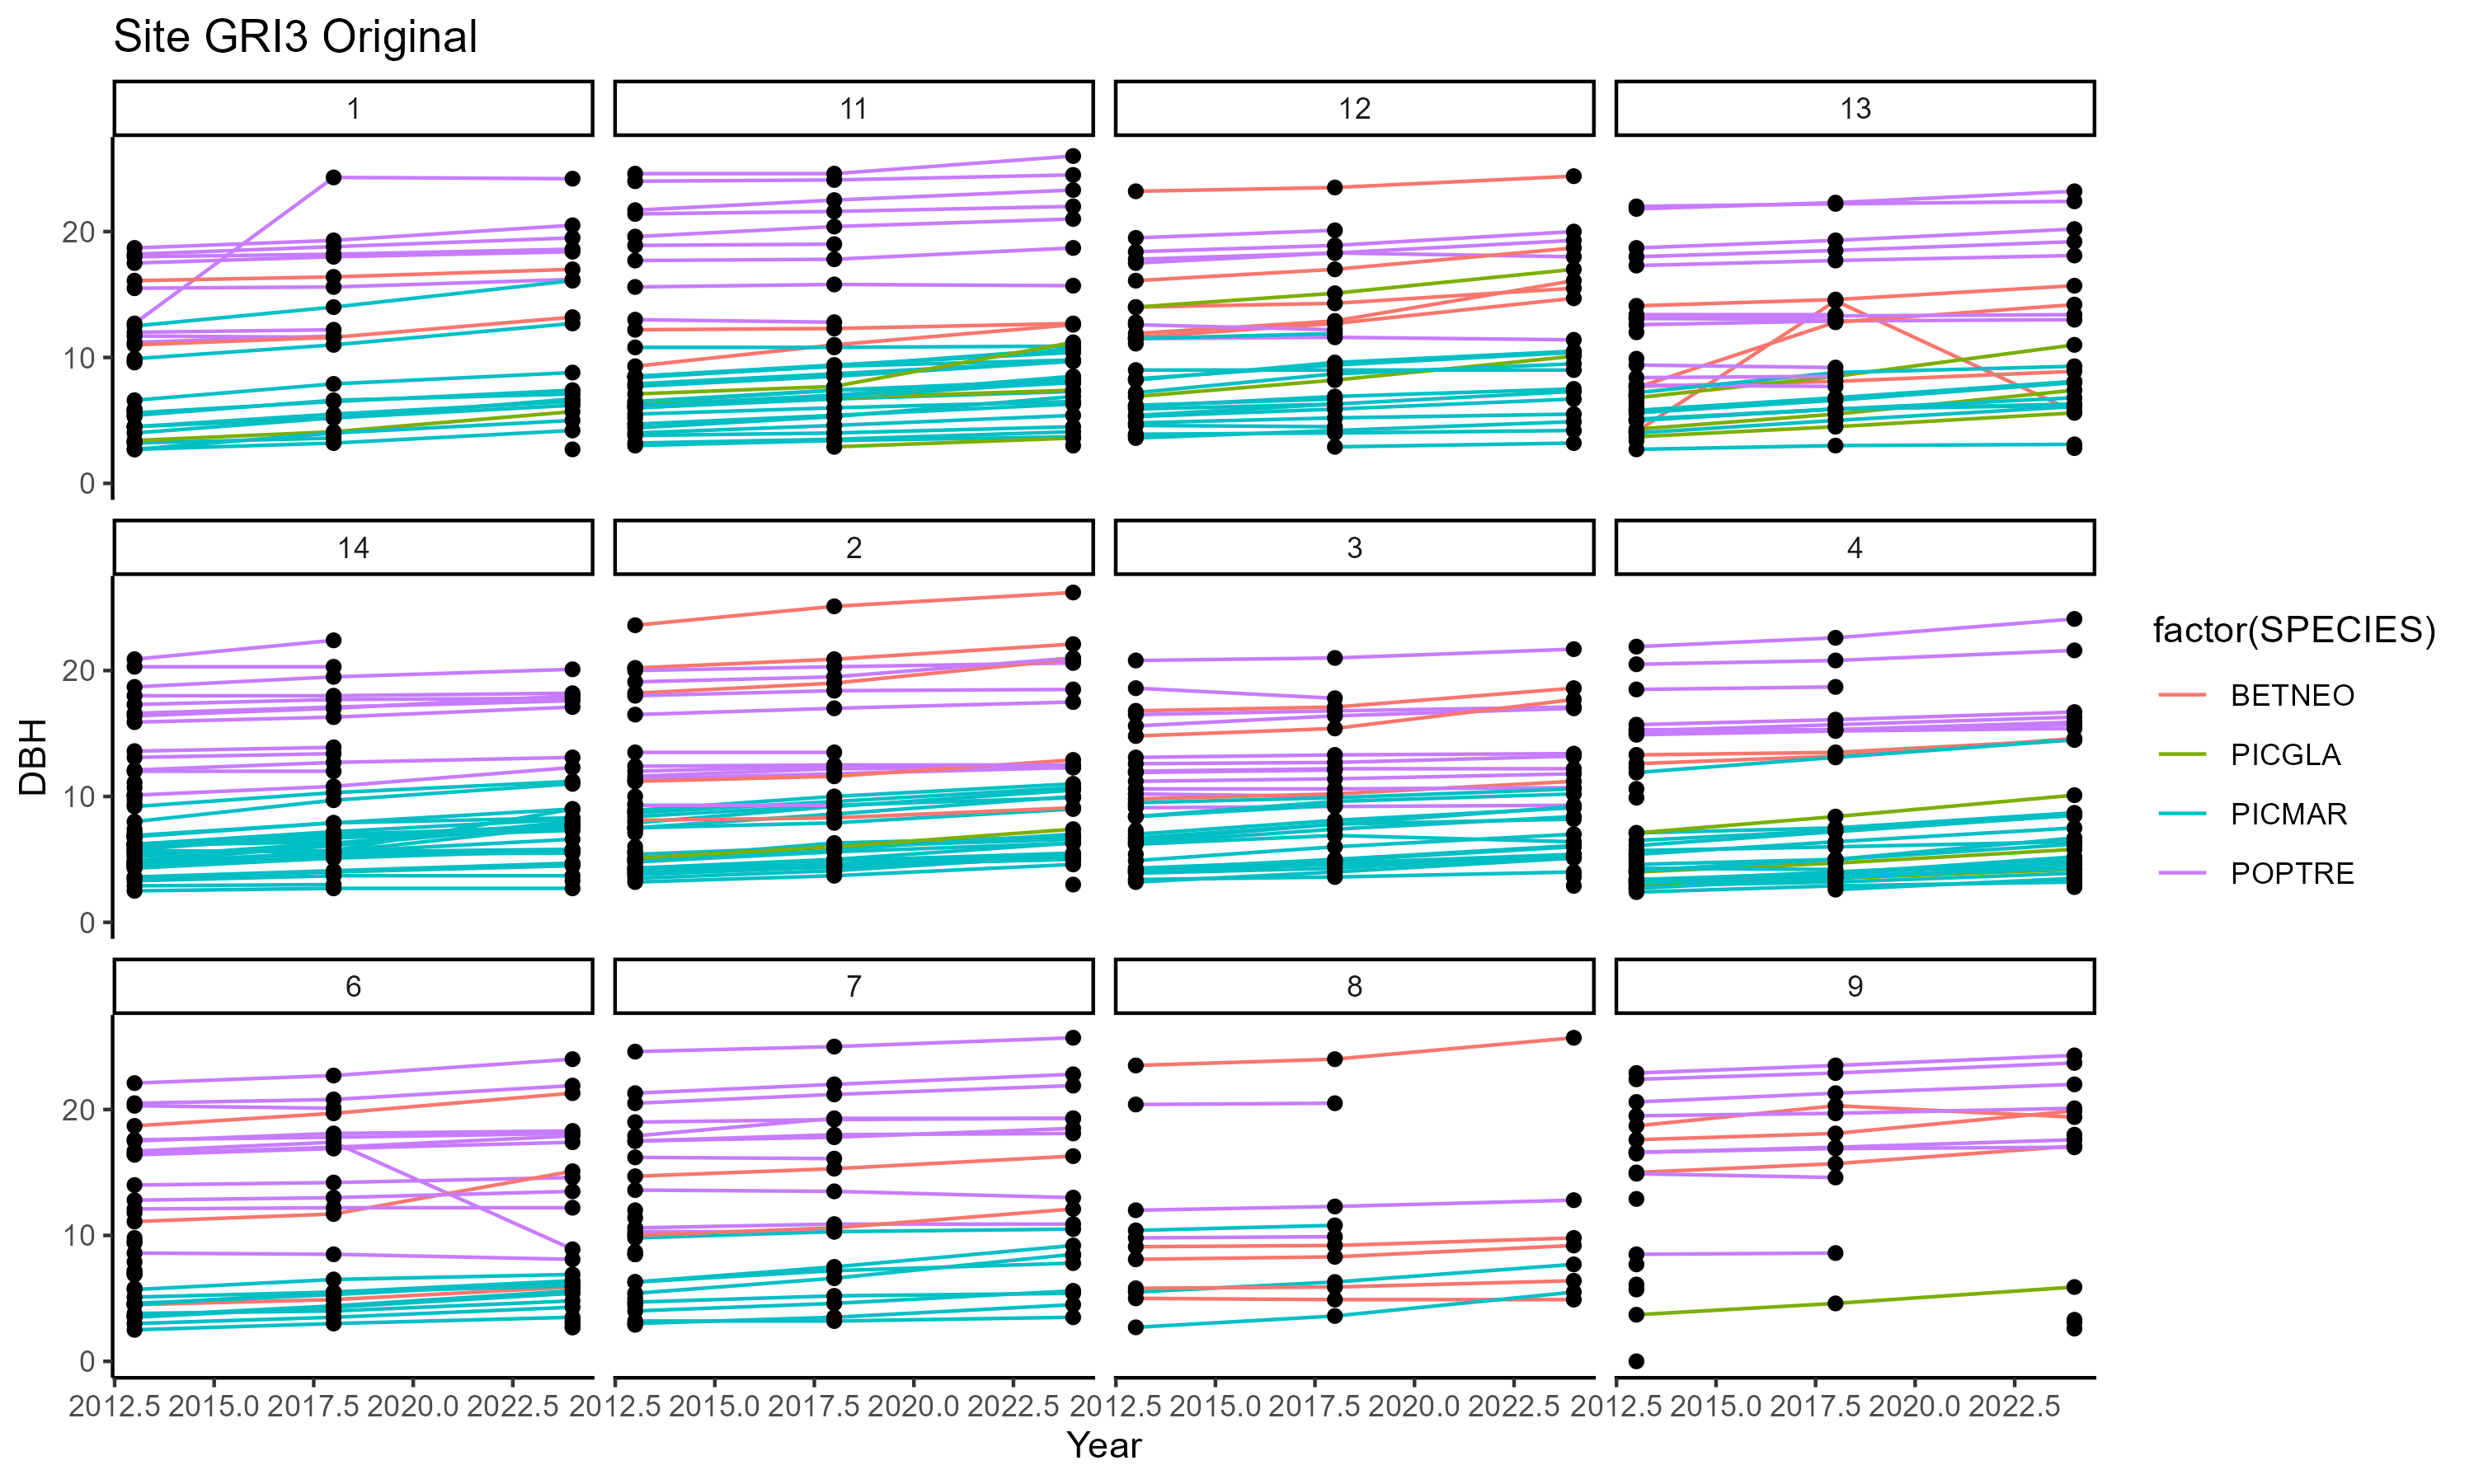 Site GRI3 Original
1 11 12 13
20
10
0
14 2 3 4
20
10
0
DBH
6 7 8 9
20
10
0
2012.5 2015.0 2017.5 2020.0 2022.5 2012.5 2015.0 2017.5 2020.0 2022.5 2012.5 2015.0 2017.5 2020.0 2022.5 2012.5 2015.0 2017.5 2020.0 2022.5
Year
factor(SPECIES)
BETNEO
PICGLA
PICMAR
POPTRE